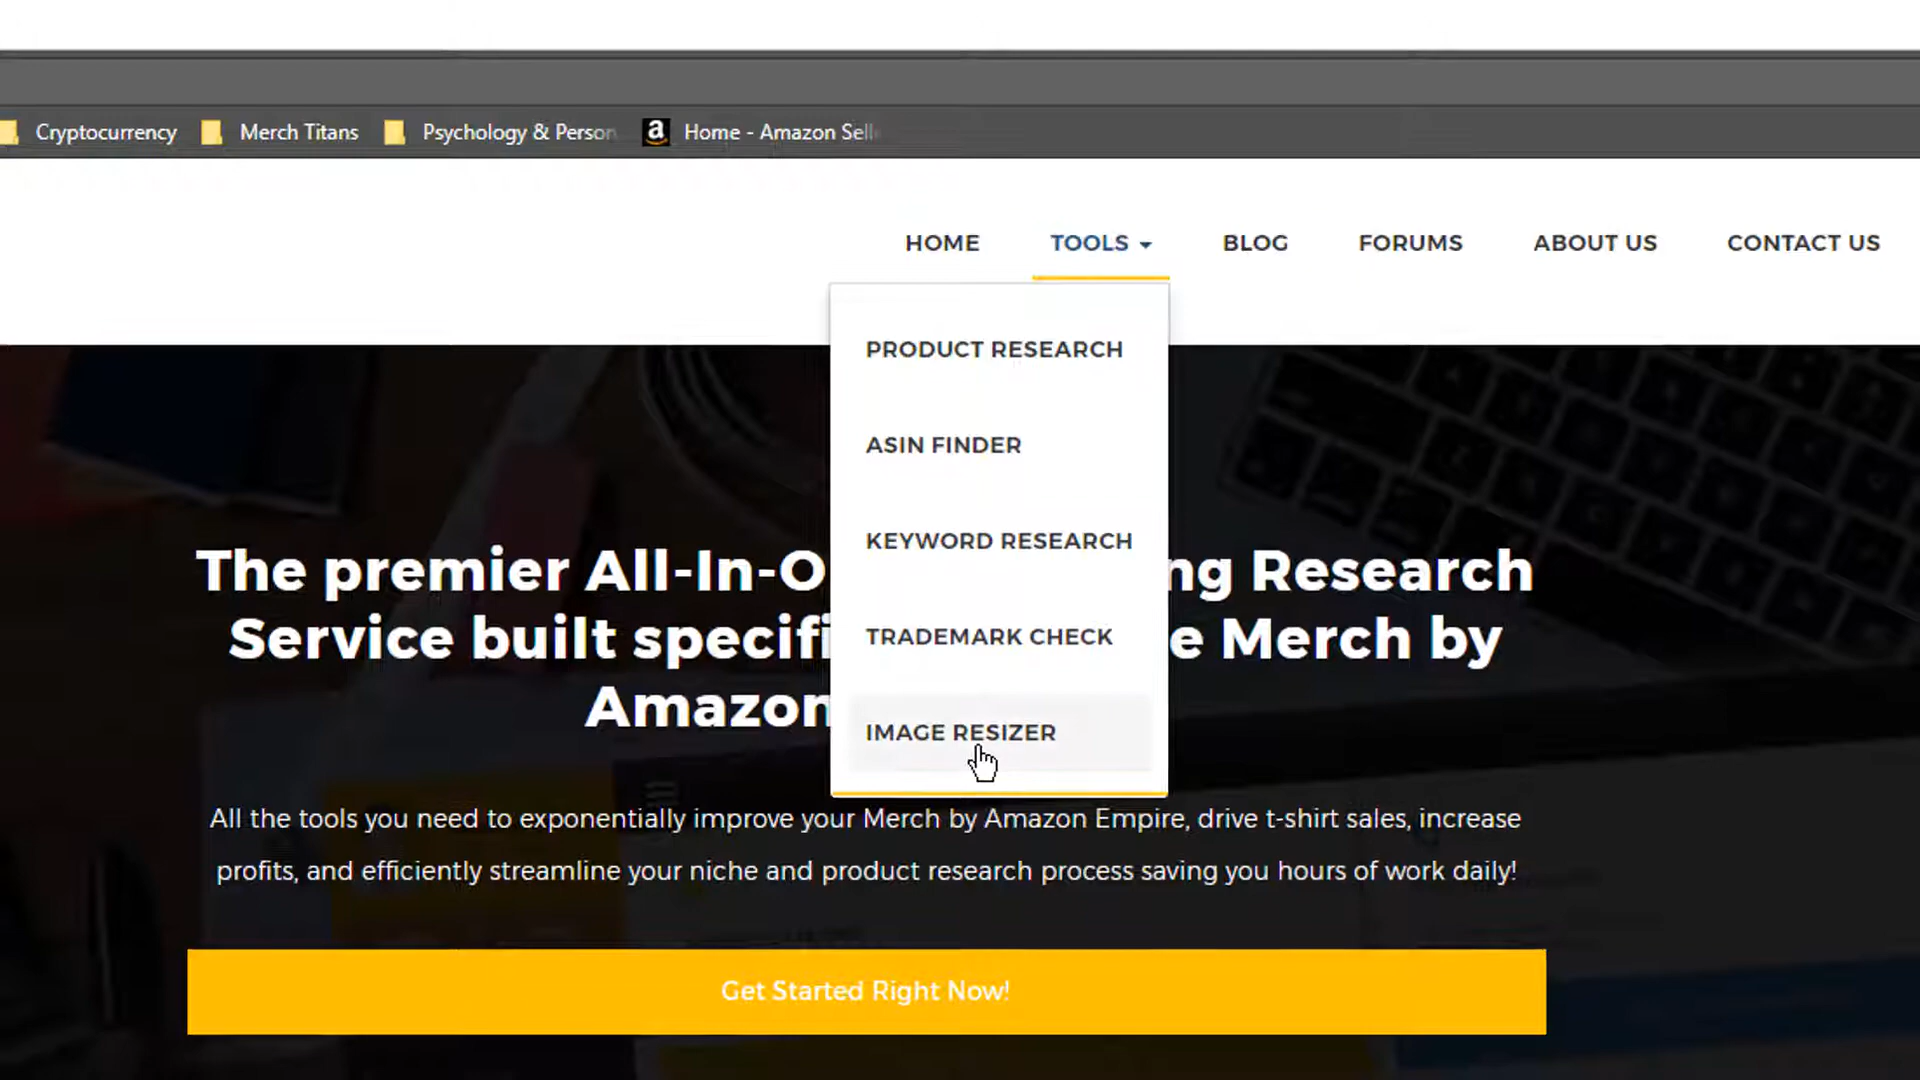 Cryptocurrency
Merch Titans
Psychology & Person
Home - Amazon Sell
HOME
TOOLS
BLOG
FORUMS
ABOUT US
CONTACT US
PRODUCT RESEARCH
ASIN FINDER
KEYWORD RESEARCH
TRADEMARK CHECK
IMAGE RESIZER
The premier All-In-O ng Research
Service built specifi e Merch by
Amazon
All the tools you need to exponentially improve your Merch by Amazon Empire, drive t-shirt sales, increase
profits, and efficiently streamline your niche and product research process saving you hours of work daily!
Get Started Right Now!